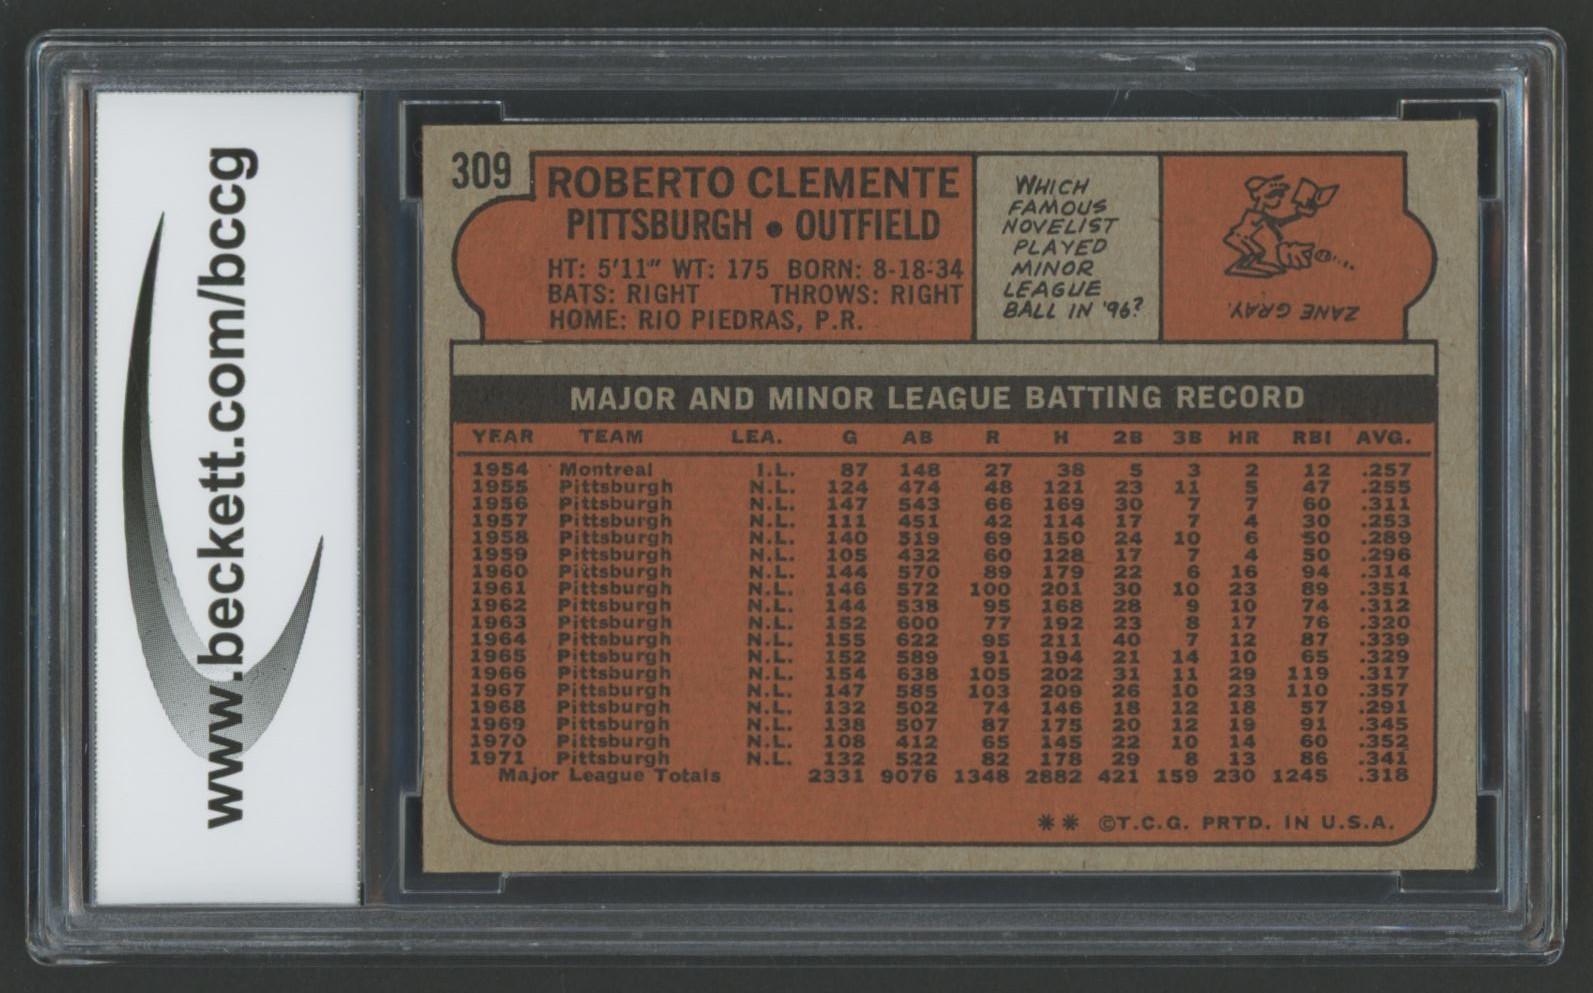 www.beckett.com/bccg
309
ROBERTO CLEMENTE
PITTSBURGH • OUTFIELD
HT: 5'11" WT: 175 BORN: 8-18-34
BATS: RIGHT THROWS: RIGHT
HOME: RIO PIEDRAS, P.R.
WHICH
FAMOUS
NOVELIST
PLAYED
MINOR
LEAGUE
BALL IN '96?
ZANE GRAY.
MAJOR AND MINOR LEAGUE BATTING RECORD
YEAR TEAM LEA. G AB R H 2B 3B HR RBI AVG.
1954 Montreal I.L. 87 148 27 38 5 3 2 12 .257
1955 Pittsburgh N.L. 124 474 48 121 23 11 5 47 .255
1956 Pittsburgh N.L. 147 543 66 169 30 7 7 60 .311
1957 Pittsburgh N.L. 111 451 42 114 17 7 4 30 .253
1958 Pittsburgh N.L. 140 519 69 150 24 10 6 50 .289
1959 Pittsburgh N.L. 105 432 60 128 17 7 4 50 .296
1960 Pittsburgh N.L. 144 570 89 179 22 6 16 94 .314
1961 Pittsburgh N.L. 146 572 100 201 30 10 23 89 .351
1962 Pittsburgh N.L. 144 538 95 168 28 9 10 74 .312
1963 Pittsburgh N.L. 152 600 77 192 23 8 17 76 .320
1964 Pittsburgh N.L. 155 622 95 211 40 7 12 87 .339
1965 Pittsburgh N.L. 152 589 91 194 21 14 10 65 .329
1966 Pittsburgh N.L. 154 638 105 202 31 11 29 119 .317
1967 Pittsburgh N.L. 147 585 103 209 26 10 23 110 .357
1968 Pittsburgh N.L. 132 502 74 146 18 12 18 57 .291
1969 Pittsburgh N.L. 138 507 87 175 20 12 19 91 .345
1970 Pittsburgh N.L. 108 412 65 145 22 10 14 60 .352
1971 Pittsburgh N.L. 132 522 82 178 29 8 13 86 .341
Major League Totals 2331 9076 1348 2882 421 159 230 1245 .318
** ©T.C.G. PRTD. IN U.S.A.